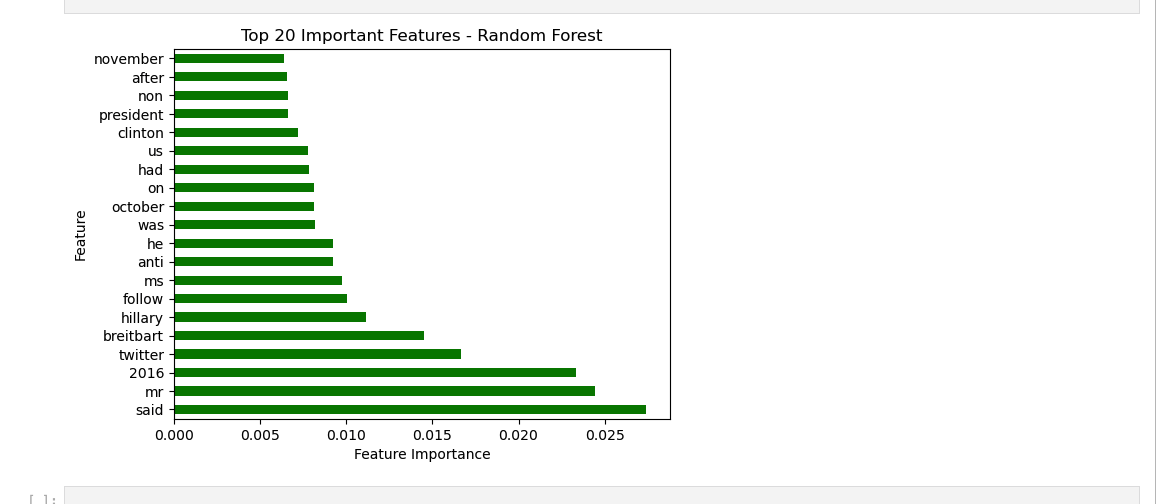 Top 20 Important Features - Random Forest
november
after
non
president
clinton
us
had
on
october
was
he
anti
ms
follow
hillary
breitbart
twitter
2016
mr
said
Feature
0.000 0.005 0.010 0.015 0.020 0.025
Feature Importance
[ ]: